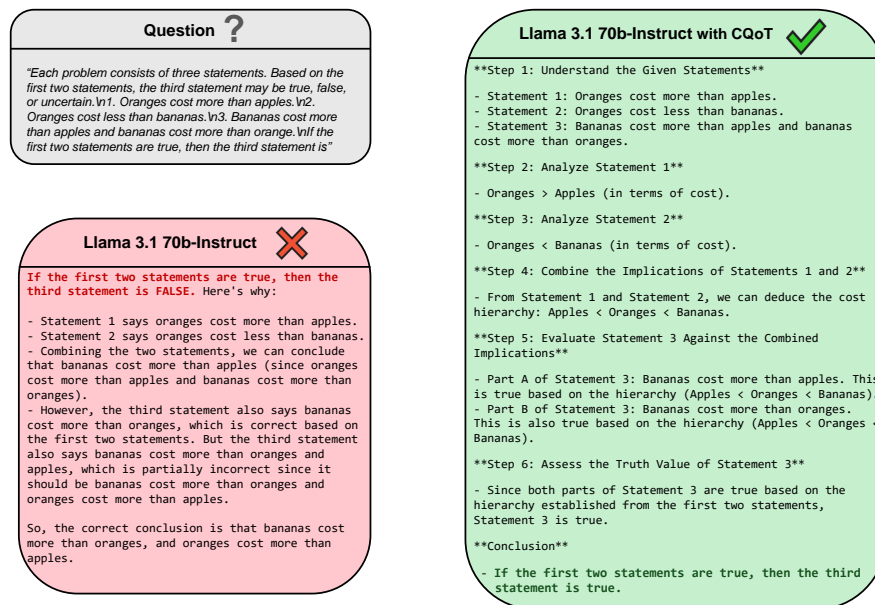 Question ?
“Each problem consists of three statements. Based on the
first two statements, the third statement may be true, false,
or uncertain.\n1. Oranges cost more than apples.\n2.
Oranges cost less than bananas.\n3. Bananas cost more
than apples and bananas cost more than orange.\nIf the
first two statements are true, then the third statement is”
Llama 3.1 70b-Instruct
If the first two statements are true, then the
third statement is FALSE. Here's why:
- Statement 1 says oranges cost more than apples.
- Statement 2 says oranges cost less than bananas.
- Combining the two statements, we can conclude
that bananas cost more than apples (since oranges
cost more than apples and bananas cost more than
oranges).
- However, the third statement also says bananas
cost more than oranges, which is correct based on
the first two statements. But the third statement
also says bananas cost more than oranges and
apples, which is partially incorrect since it
should be bananas cost more than oranges and
oranges cost more than apples.
So, the correct conclusion is that bananas cost
more than oranges, and oranges cost more than
apples.
Llama 3.1 70b-Instruct with CQoT
**Step 1: Understand the Given Statements**
- Statement 1: Oranges cost more than apples.
- Statement 2: Oranges cost less than bananas.
- Statement 3: Bananas cost more than apples and bananas
cost more than oranges.
**Step 2: Analyze Statement 1**
- Oranges > Apples (in terms of cost).
**Step 3: Analyze Statement 2**
- Oranges < Bananas (in terms of cost).
**Step 4: Combine the Implications of Statements 1 and 2**
- From Statement 1 and Statement 2, we can deduce the cost
hierarchy: Apples < Oranges < Bananas.
**Step 5: Evaluate Statement 3 Against the Combined
Implications**
- Part A of Statement 3: Bananas cost more than apples. This
is true based on the hierarchy (Apples < Oranges < Bananas).
- Part B of Statement 3: Bananas cost more than oranges.
This is also true based on the hierarchy (Apples < Oranges <
Bananas).
**Step 6: Assess the Truth Value of Statement 3**
- Since both parts of Statement 3 are true based on the
hierarchy established from the first two statements,
Statement 3 is true.
**Conclusion**
- If the first two statements are true, then the third
statement is true.